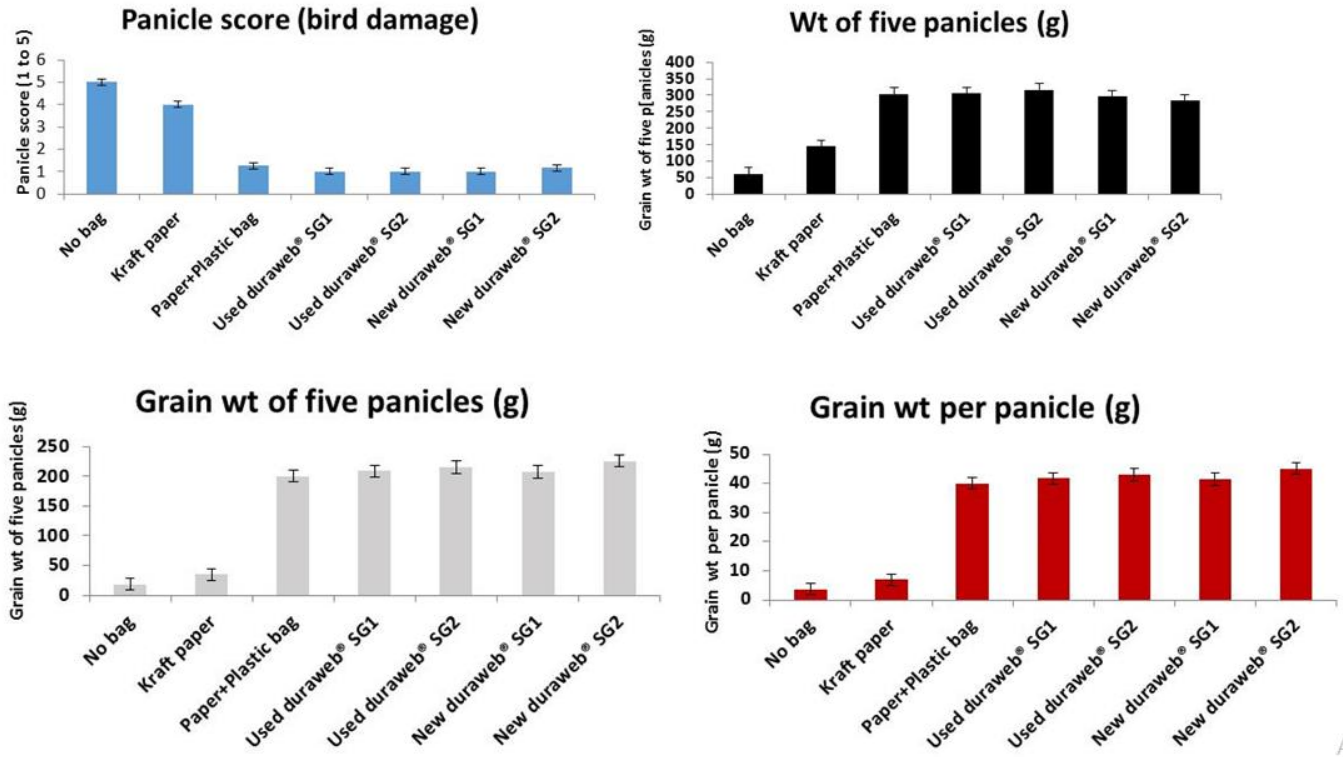 Panicle score (bird damage)
Panicle score (1 to 5)
6
5
4
3
2
1
0
No bag
Kraft paper
Paper+Plastic bag
Used duraweb® SG1
Used duraweb® SG2
New duraweb® SG1
New duraweb® SG2
Wt of five panicles (g)
Grain wt of five p[anicles (g)
400
350
300
250
200
150
100
50
0
No bag
Kraft paper
Paper+Plastic bag
Used duraweb® SG1
Used duraweb® SG2
New duraweb® SG1
New duraweb® SG2
Grain wt of five panicles (g)
Grain wt of five panicles (g)
250
200
150
100
50
0
No bag
Kraft paper
Paper+Plastic bag
Used duraweb® SG1
Used duraweb® SG2
New duraweb® SG1
New duraweb® SG2
Grain wt per panicle (g)
Grain wt per panicle (g)
50
40
30
20
10
0
No bag
Kraft paper
Paper+Plastic bag
Used duraweb® SG1
Used duraweb® SG2
New duraweb® SG1
New duraweb® SG2